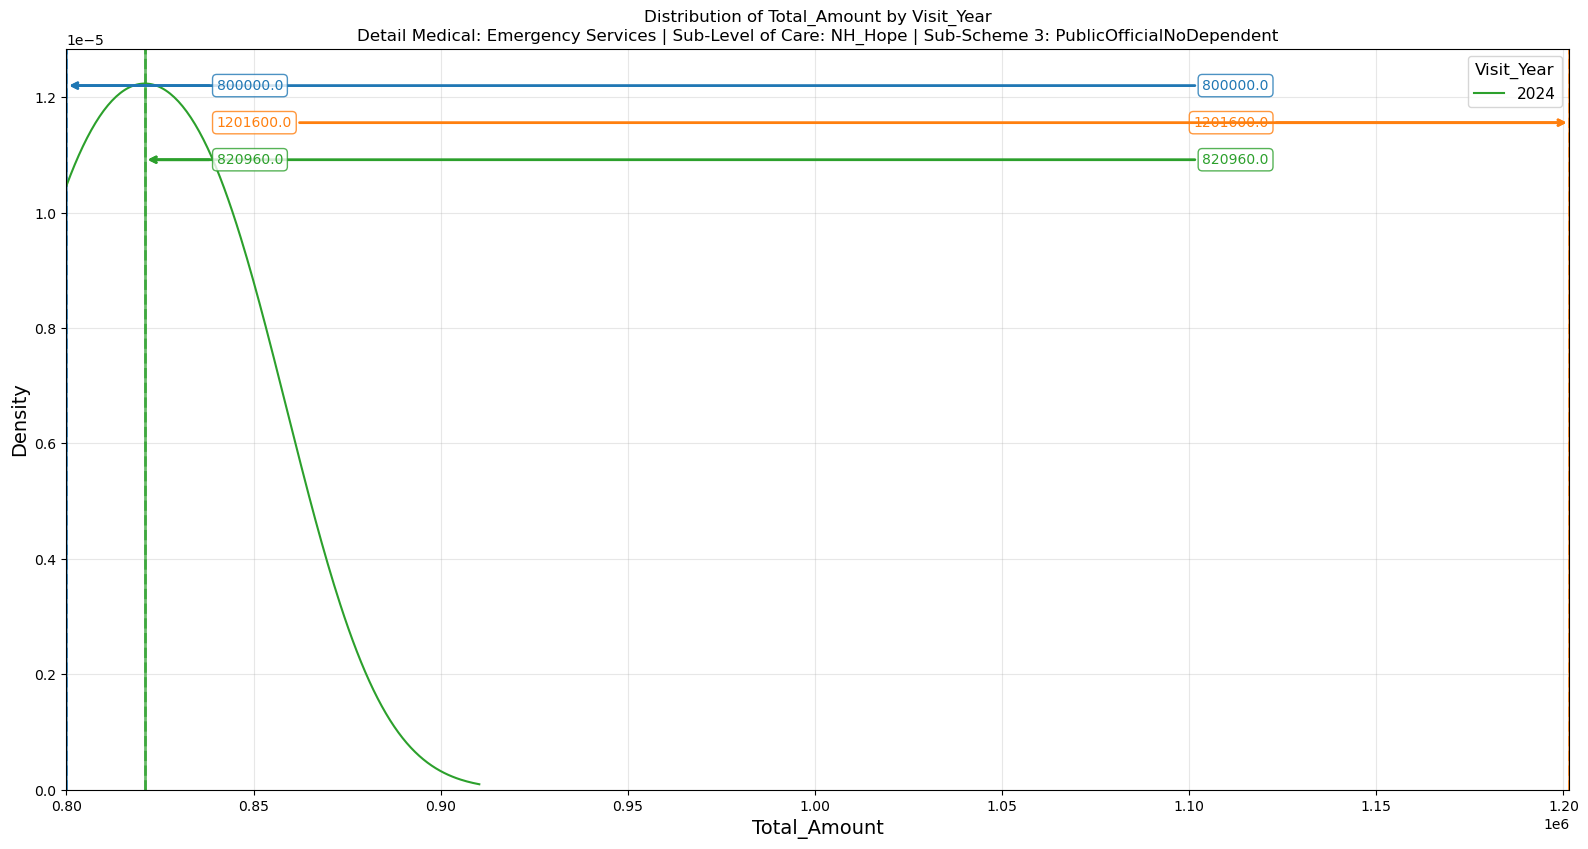 Distribution of Total_Amount by Visit_Year
Detail Medical: Emergency Services | Sub-Level of Care: NH_Hope | Sub-Scheme 3: PublicOfficialNoDependent
1e−5
Visit_Year
2024
800000.0 800000.0
1201600.0 1201600.0
820960.0 820960.0
1.2
1.0
0.8
0.6
0.4
0.2
0.0
Density
0.80 0.85 0.90 0.95 1.00 1.05 1.10 1.15 1.20
1e6
Total_Amount